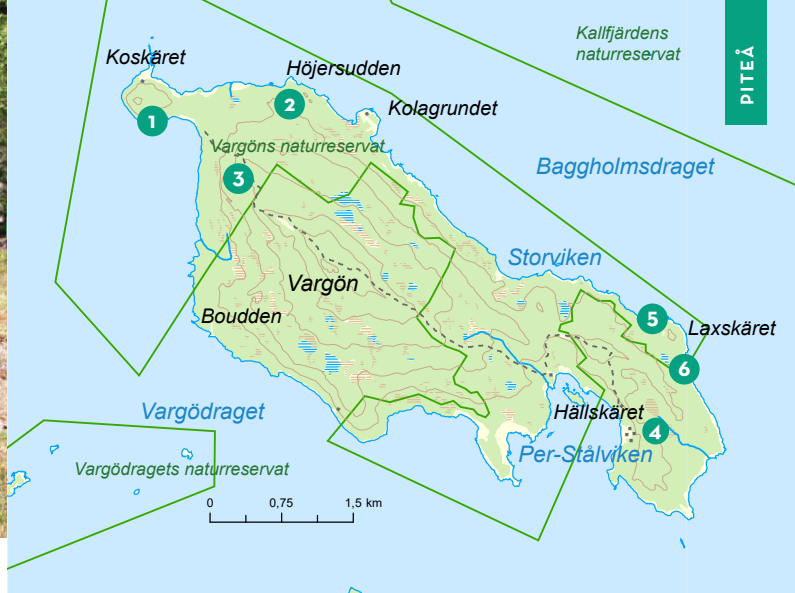 Kallfjärdens
naturreservat
PITEÅ
Koskäret
Höjersudden
1
2
Kolagrundet
Vargöns naturreservat
3
Baggholmsdraget
Storviken
Vargön
Boudden
5
Laxskäret
6
Vargödraget
Hällskäret
4
Per-Stålviken
Vargödragets naturreservat
0 0,75 1,5 km